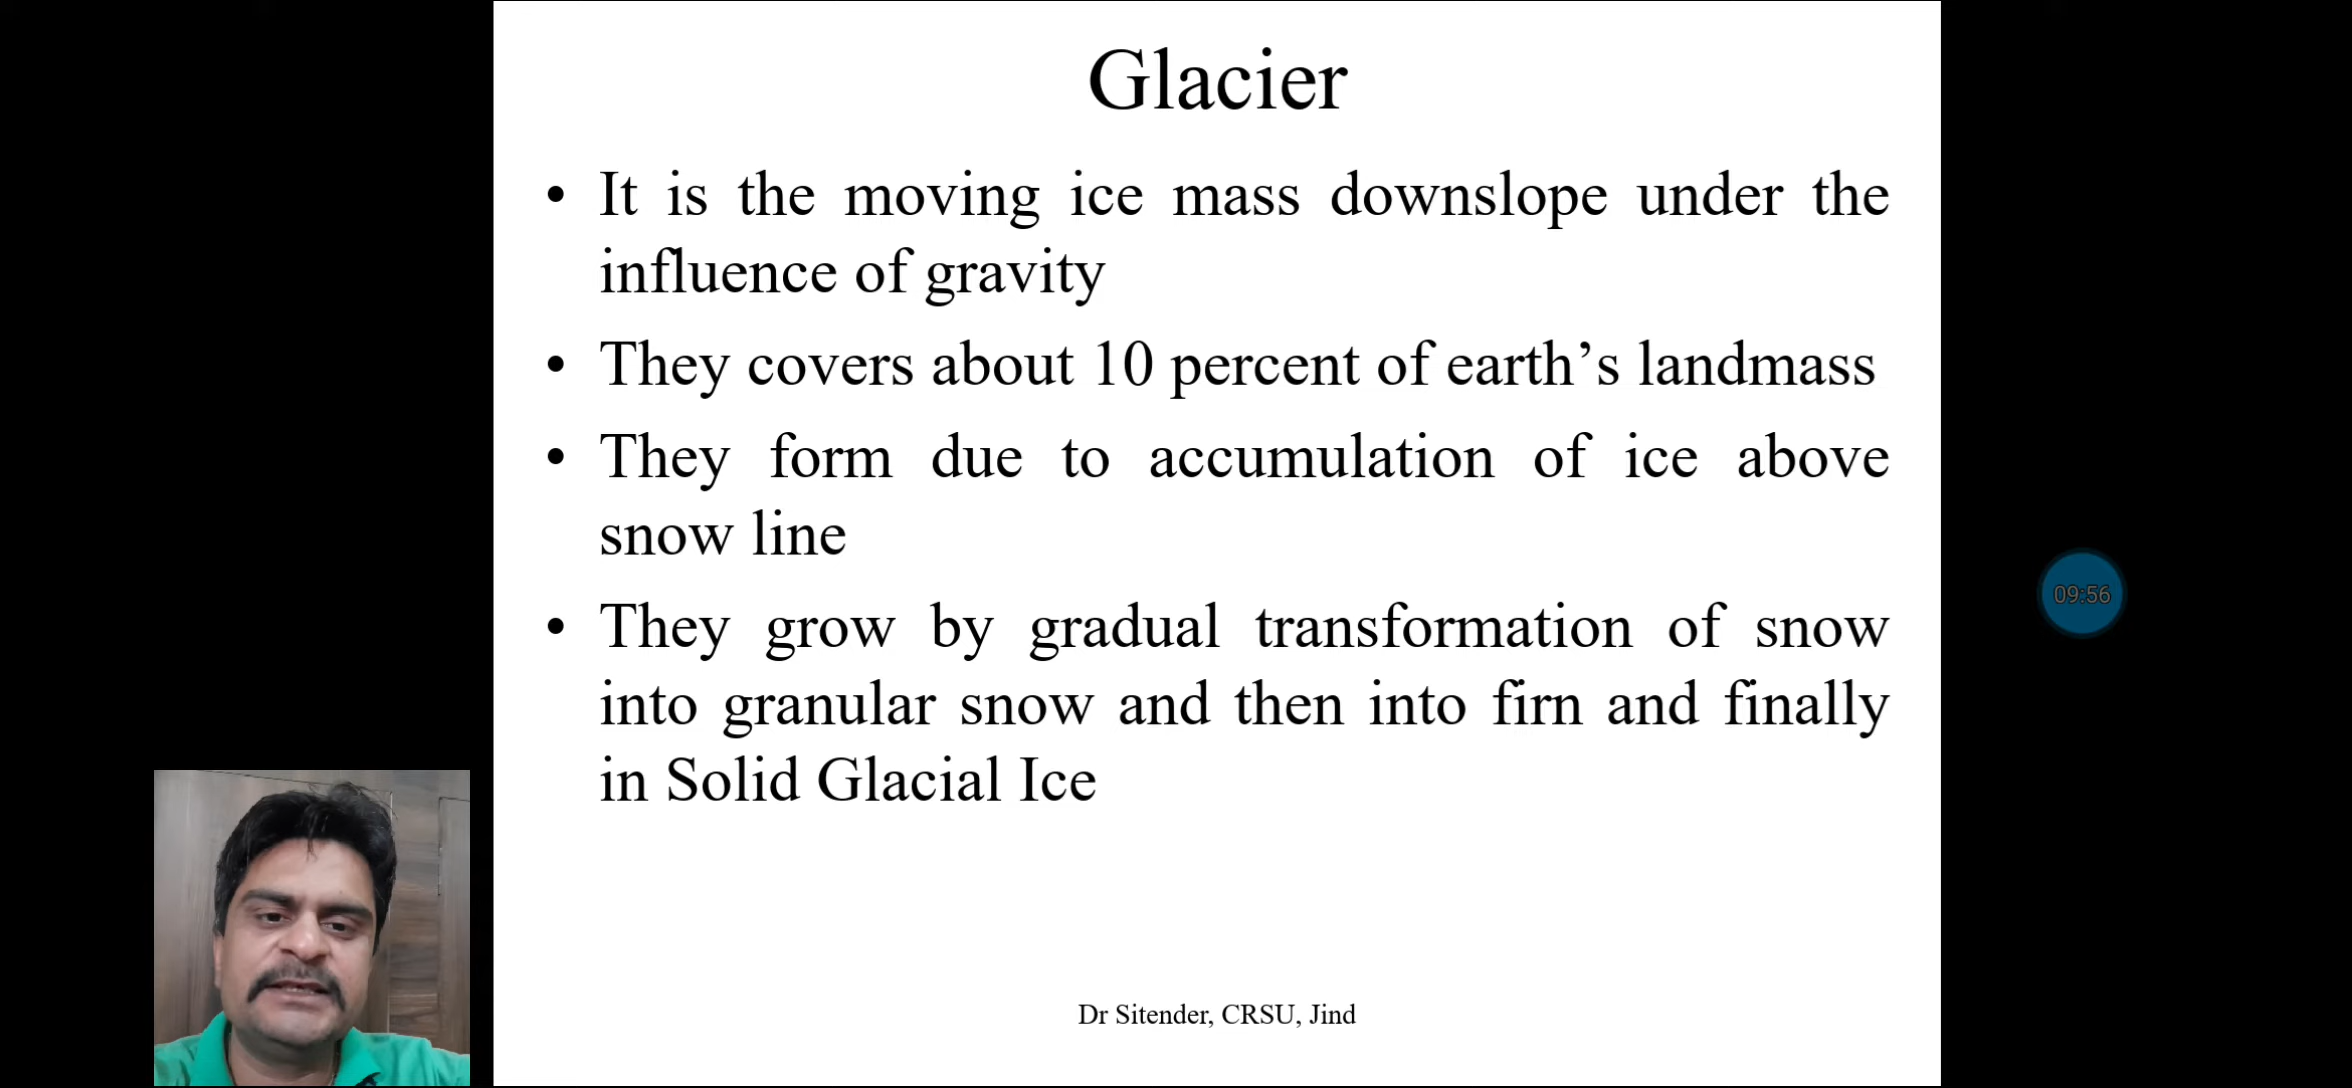 Glacier
• It is the moving ice mass downslope under the
influence of gravity
• They covers about 10 percent of earth’s landmass
• They form due to accumulation of ice above
snow line
• They grow by gradual transformation of snow
into granular snow and then into firn and finally
in Solid Glacial Ice
09:56
Dr Sitender, CRSU, Jind